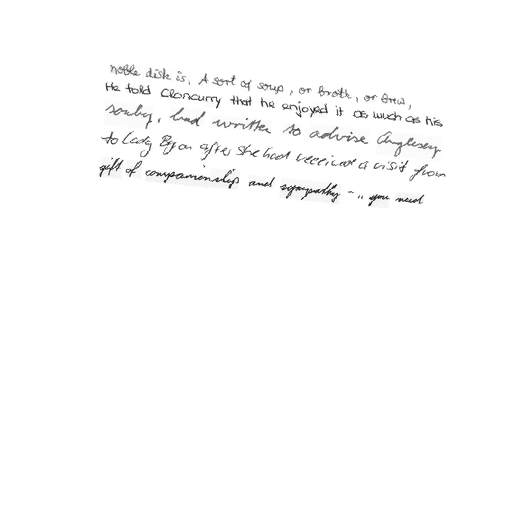 noble dish is. A sort of soup, or broth, or brew,
He told Cloncurry that he enjoyed it as much as his
sonby, had written to advise Anglesey
to Lady Byron after she had received a visit from
gift of companionship and sympathy - " you need